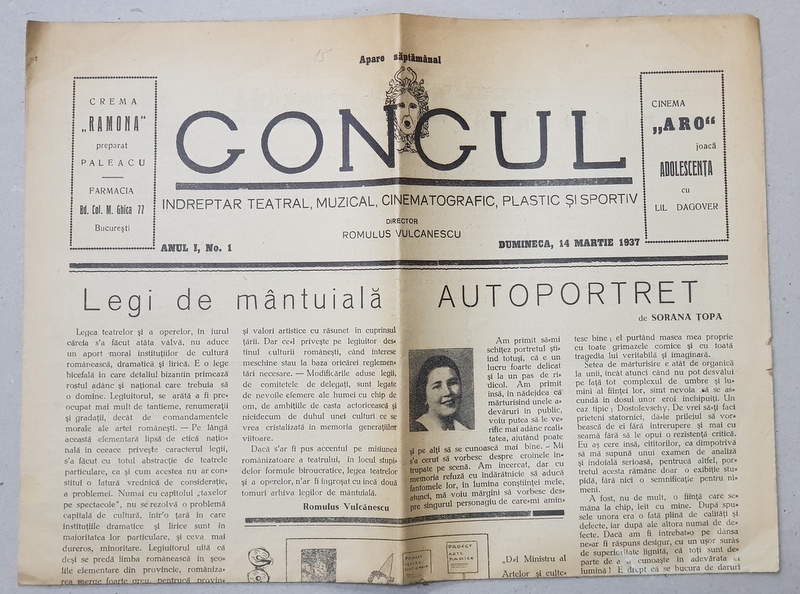 15
Apare săptămânal
CREMA
„RAMONA"
preparat
PALEACU
FARMACIA
Bd. Col. M. Ghica 77
București
GONGUL
INDREPTAR TEATRAL, MUZICAL, CINEMATOGRAFIC, PLASTIC ȘI SPORTIV
DIRECTOR
ROMULUS VULCANESCU
CINEMA
„ARO"
joacă
ADOLESCENȚA
cu
LIL DAGOVER
ANUL I, No. 1
DUMINECA, 14 MARTIE 1937
Legi de mântuială
Legea teatrelor și a operelor, în jurul
căreia s'a făcut atâta vâlvă, nu aduce
un aport moral instituțiilor de cultură
românească, dramatică și lirică. E o lege
bicefală în care detaliul bizantin primează
rostul adânc și național care trebuia să
o domine. Legiuitorul, se arătă a fi pre=
ocupat mai mult de tantieme, renumerații
și gradații, decât de comandamentele
morale ale artei românești. — Pe lângă
această elementară lipsă de etică națio=
nală în ceeace privește caracterul legii,
s'a făcut cu totul abstracție de teatrele
particulare, ca și cum acestea nu ar con=
stitui o latură vrednică de considerație,
a problemei. Numai cu capitolul „taxelor
pe spectacole", nu se rezolvă o problemă
capitală de cultură, într'o țară în care
instituțiile dramatice și lirice sunt în
majoritatea lor particulare, și ceva mai
dureros, minoritare. Legiuitorul uită că
deși se predă limba românească în șco=
lile elementare din provincie, româniza=
rea merge foarte greu, pentrucă provin=
și valori artistice cu răsunet în cuprinsul
țării. Dar ce=l privește pe legiuitor des=
tinul culturii românești, când interese
meschine stau la baza oricărei reglemen=
tări necesare. — Modificările aduse legii,
de comitetele de delegați, sunt legate
de nevoile efemere ale humei cu chip de
om, de ambițiile de casta actoricească și
nicidecum de duhul unei culturi ce se
vrea cristalizată în memoria generațiilor
viitoare.
Dacă s'ar fi pus accentul pe misiunea
românizatoare a teatrului, în locul stupi=
delor formule birocratice, legea teatrelor
și a operelor, n'ar fi îngroșat cu încă două
tomuri arhiva legilor de mântuială.
Romulus Vulcănescu
AUTOPORTRET
de SORANA ȚOPA
Am primit să=mi
schițez portretul ști=
ind totuși, că e un
lucru foarte delicat
și la un pas de ri=
dicol. Am primit
însă, în nădejdea că
mărturisind unele a=
devăruri în public,
voiu putea să le ve=
rific mai adânc reali=
tatea, ajutând poate
și pe alți să se cunoască mai bine. – Mi
s'a cerut să vorbesc despre eroinele în=
trupate pe scenă. Am încercat, dar cu
memoria refuză cu îndărătnicie să aducă
fantomelor lor, în lumina conștiinței mele,
atunci, mă voiu mărgini să vorbesc des=
pre singurul personagiu de care=mi amin=
tesc bine; el purtând masca mea proprie
cu toate grimazele comice și cu toată
tragedia lui veritabilă și imaginară.
Setea de mărturisire e atât de organică
la unii, încât atunci când nu pot desvălui
pe față tot complexul de umbre și lu=
mini al ființei lor, simt nevoia să se as=
cundă în dosul unor eroi închipuiți. Un
caz tipic; Dostoievschy. De vrei să=ți faci
prieteni statornici, dă=le prilejul să vor=
bească de ei fără întrerupere și mai cu
seamă fără să le opui o rezistență critică.
Eu aș cere însă, cititorilor, ca dimpotrivă
să mă supună unui examen de analiză
și îndoială serioasă, pentrucă altfel, por=
tretul acesta rămâne doar o exibiție stu=
pidă, fără nici o semnificație pentru ni=
meni.
A fost, nu de mult, o ființă care se=
măna la chip, leit cu mine. După spu=
sele unora era o fată plină de calități și
defecte, iar după ale altora numai de de=
fecte. Dacă am fi întrebat=o pe dânsa
ne=ar fi răspuns desigur, cu un ușor surâs
de superioritate jignită, că toți sunt de=
parte de a o cunoaște în adevărata ei
lumină! E drept că se bucura de daruri
PROECT
„D=l Ministru al
Artelor și culte=